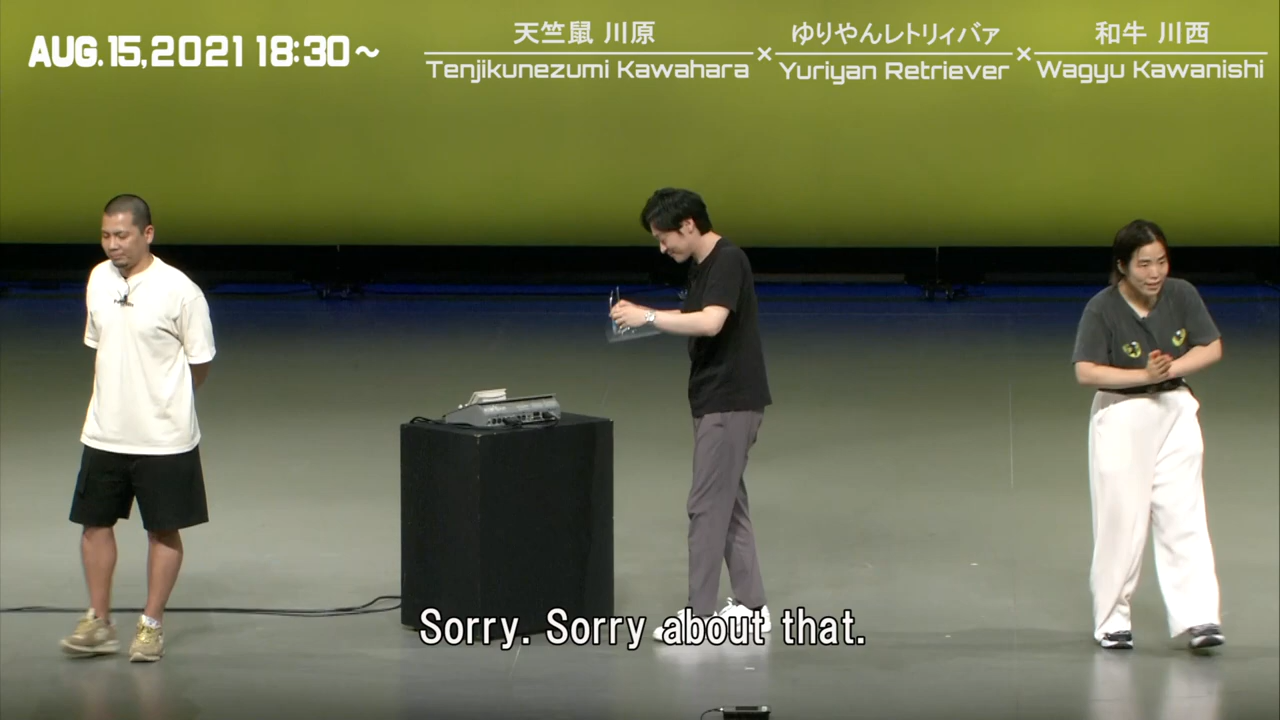 AUG.15,2021 18:30~
天竺鼠 川原
Tenjikunezumi Kawahara
×
ゆりやんレトリィバァ
Yuriyan Retriever
×
和牛 川西
Wagyu Kawanishi
Sorry. Sorry about that.